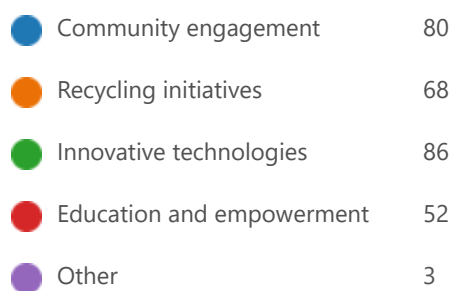 Community engagement 80
Recycling initiatives 68
Innovative technologies 86
Education and empowerment 52
Other 3